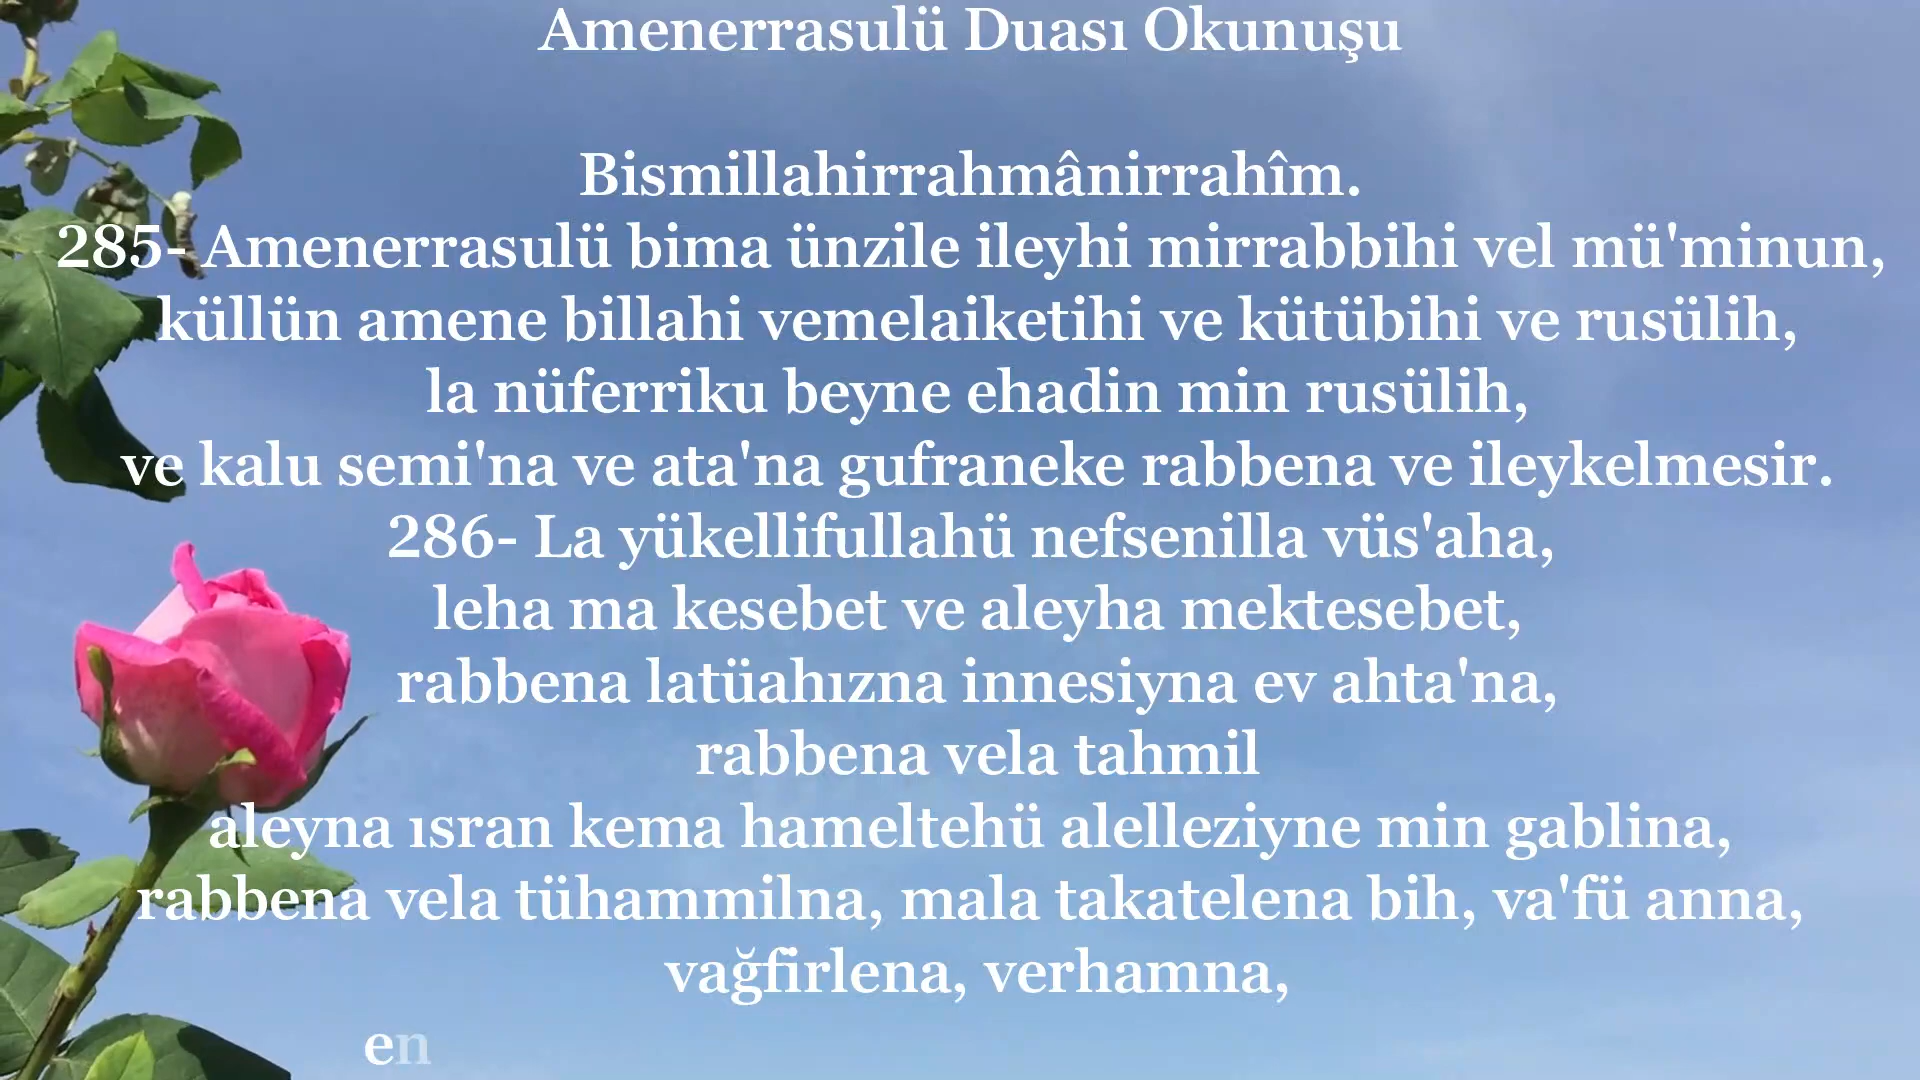 Amenerrasulü Duası Okunuşu
Bismillahirrahmânirrahîm.
285- Amenerrasulü bima ünzile ileyhi mirrabbihi vel mü'minun,
küllün amene billahi vemelaiketihi ve kütübihi ve rusülih,
la nüferriku beyne ehadin min rusülih,
ve kalu semi'na ve ata'na gufraneke rabbena ve ileykelmesir.
286- La yükellifullahü nefsenilla vüs'aha,
leha ma kesebet ve aleyha mektesebet,
rabbena latüahızna innesiyna ev ahta'na,
rabbena vela tahmil
aleyna ısran kema hameltehü alelleziyne min gablina,
rabbena vela tühammilna, mala takatelena bih, va'fü anna,
vağfirlena, verhamna,
en